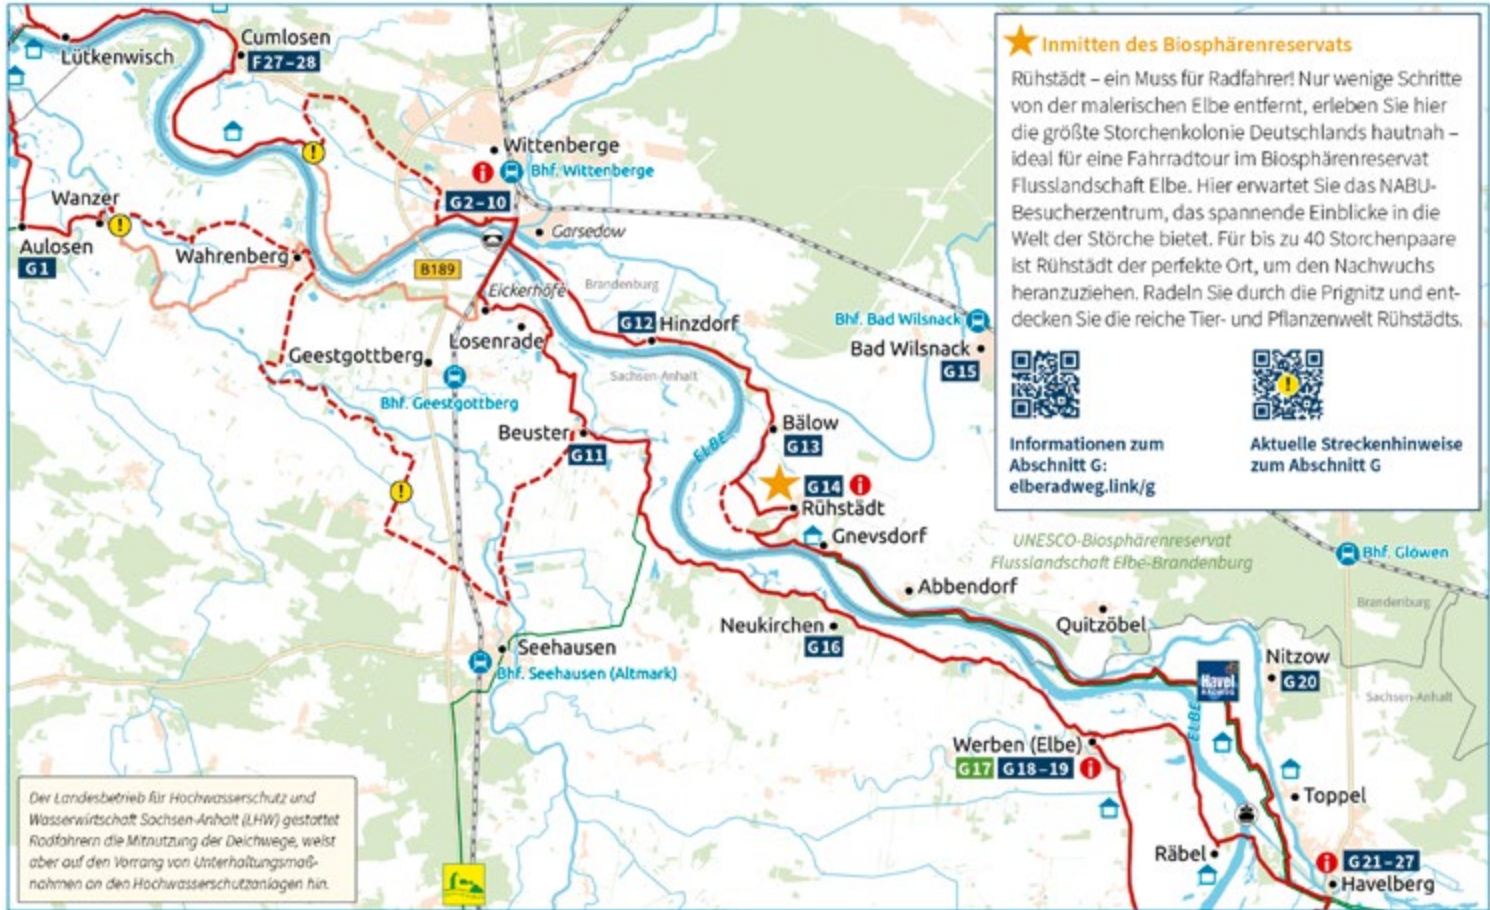 Lütkenwisch
Cumlosen
F27–28
Wittenberge
Bhf. Wittenberge
G2–10
Garsedow
Wanzer
Aulosen
G1
Wahrenberg
B189
Eickerhöfe
Brandenburg
Losenrade
G12 Hinzdorf
Sachsen-Anhalt
Geestgottberg
Bhf. Geestgottberg
Bhf. Bad Wilsnack
Bad Wilsnack
G15
Beuster
G11
ELBE
Bälow
G13
G14
Rühstädt
Gnevsdorf
UNESCO-Biosphärenreservat
Flusslandschaft Elbe-Brandenburg
Bhf. Glöwen
Abbendorf
Brandenburg
Quitzöbel
Neukirchen
G16
Seehausen
Bhf. Seehausen (Altmark)
Nitzow
G20
Havel
RADWEG
Sachsen-Anhalt
ELBE
Werben (Elbe)
G17 G18–19
Toppel
Räbel
G21–27
Havelberg
Inmitten des Biosphärenreservats
Rühstädt – ein Muss für Radfahrer! Nur wenige Schritte
von der malerischen Elbe entfernt, erleben Sie hier
die größte Storchenkolonie Deutschlands hautnah –
ideal für eine Fahrradtour im Biosphärenreservat
Flusslandschaft Elbe. Hier erwartet Sie das NABU-
Besucherzentrum, das spannende Einblicke in die
Welt der Störche bietet. Für bis zu 40 Storchenpaare
ist Rühstädt der perfekte Ort, um den Nachwuchs
heranzuziehen. Radeln Sie durch die Prignitz und ent-
decken Sie die reiche Tier- und Pflanzenwelt Rühstädts.
Informationen zum
Abschnitt G:
elberadweg.link/g
Aktuelle Streckenhinweise
zum Abschnitt G
Der Landesbetrieb für Hochwasserschutz und
Wasserwirtschaft Sachsen-Anhalt (LHW) gestattet
Radfahrern die Mitnutzung der Deichwege, weist
aber auf den Vorrang von Unterhaltungsmaß-
nahmen an den Hochwasserschutzanlagen hin.